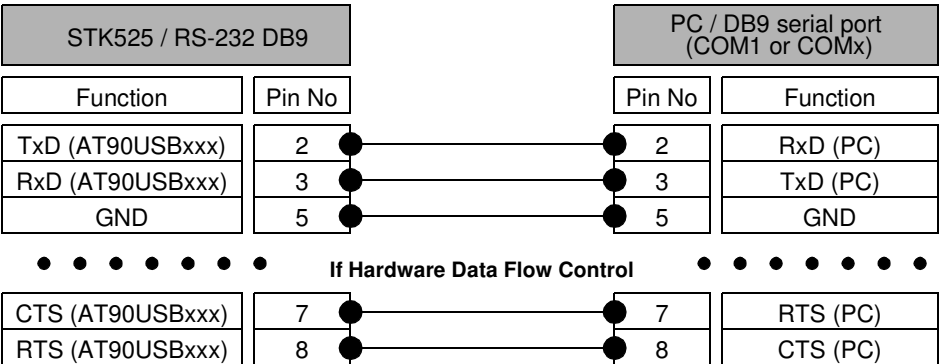 STK525 / RS-232 DB9
PC / DB9 serial port
(COM1 or COMx)
Function Pin No Pin No Function
TxD (AT90USBxxx) 2 2 RxD (PC)
RxD (AT90USBxxx) 3 3 TxD (PC)
GND 5 5 GND
If Hardware Data Flow Control
CTS (AT90USBxxx) 7 7 RTS (PC)
RTS (AT90USBxxx) 8 8 CTS (PC)